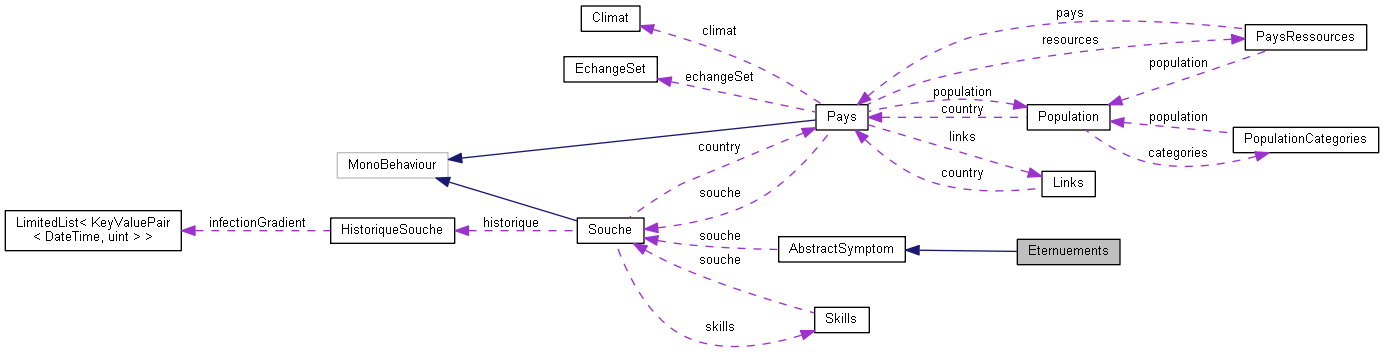 Climat
pays
climat
resources
PaysRessources
EchangeSet
echangeSet
population
population
Pays
country
Population
population
links
PopulationCategories
country
categories
MonoBehaviour
country
Links
souche
LimitedList< KeyValuePair
< DateTime, uint > >
infectionGradient
HistoriqueSouche
historique
Souche
souche
AbstractSymptom
Eternuements
souche
skills
Skills